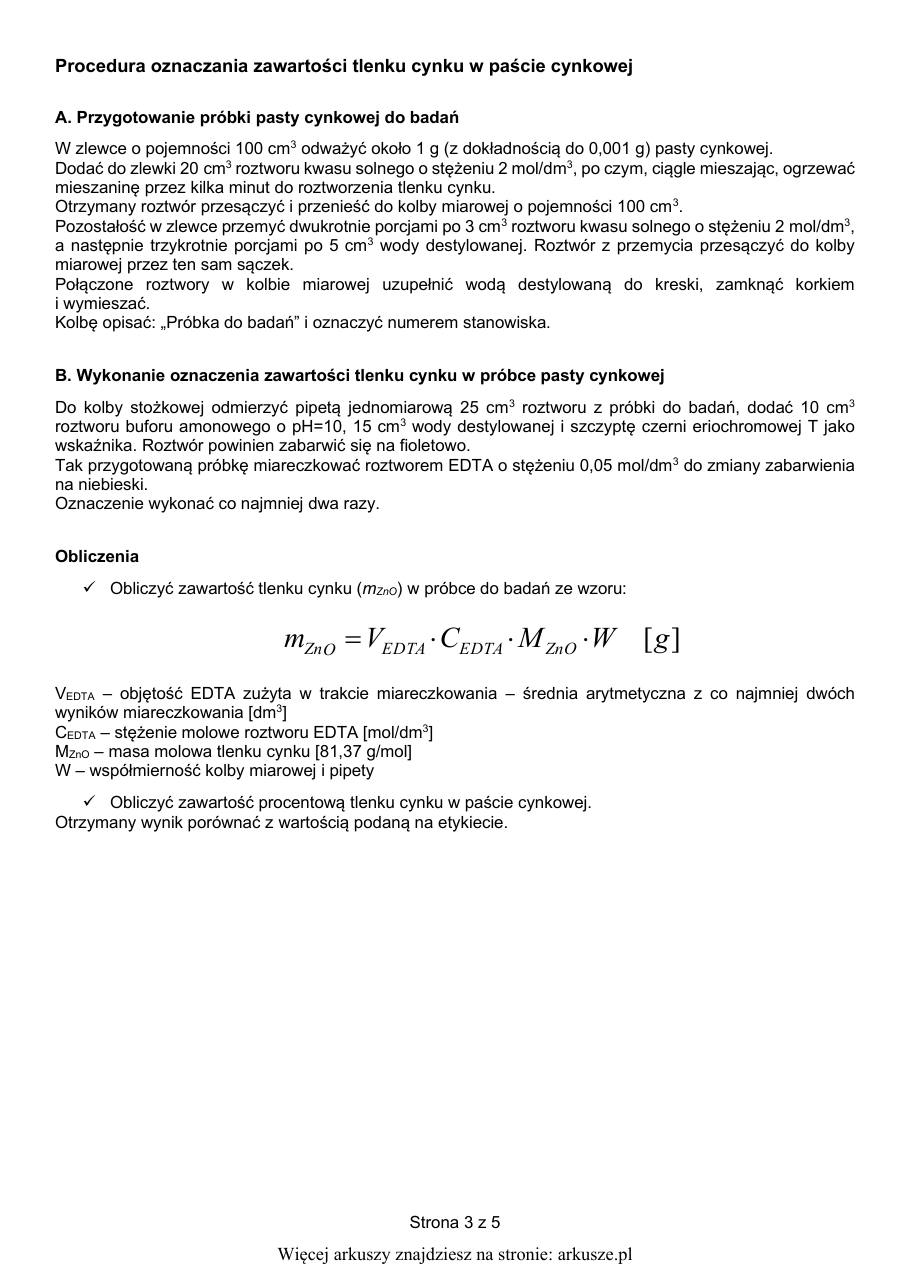 Procedura oznaczania zawartości tlenku cynku w paście cynkowej
A. Przygotowanie próbki pasty cynkowej do badań
W zlewce o pojemności 100 cm³ odważyć około 1 g (z dokładnością do 0,001 g) pasty cynkowej.
Dodać do zlewki 20 cm³ roztworu kwasu solnego o stężeniu 2 mol/dm³, po czym, ciągle mieszając, ogrzewać
mieszaninę przez kilka minut do roztworzenia tlenku cynku.
Otrzymany roztwór przesączyć i przenieść do kolby miarowej o pojemności 100 cm³.
Pozostałość w zlewce przemyć dwukrotnie porcjami po 3 cm³ roztworu kwasu solnego o stężeniu 2 mol/dm³,
a następnie trzykrotnie porcjami po 5 cm³ wody destylowanej. Roztwór z przemycia przesączyć do kolby
miarowej przez ten sam sączek.
Połączone roztwory w kolbie miarowej uzupełnić wodą destylowaną do kreski, zamknąć korkiem
i wymieszać.
Kolbę opisać: „Próbka do badań” i oznaczyć numerem stanowiska.
B. Wykonanie oznaczenia zawartości tlenku cynku w próbce pasty cynkowej
Do kolby stożkowej odmierzyć pipetą jednomiarową 25 cm³ roztworu z próbki do badań, dodać 10 cm³
roztworu buforu amonowego o pH=10, 15 cm³ wody destylowanej i szczyptę czerni eriochromowej T jako
wskaźnika. Roztwór powinien zabarwić się na fioletowo.
Tak przygotowaną próbkę miareczkować roztworem EDTA o stężeniu 0,05 mol/dm³ do zmiany zabarwienia
na niebieski.
Oznaczenie wykonać co najmniej dwa razy.
Obliczenia
✓ Obliczyć zawartość tlenku cynku (mZnO) w próbce do badań ze wzoru:
mZnO = VEDTA · CEDTA · MZnO · W [g]
VEDTA – objętość EDTA zużyta w trakcie miareczkowania – średnia arytmetyczna z co najmniej dwóch
wyników miareczkowania [dm³]
CEDTA – stężenie molowe roztworu EDTA [mol/dm³]
MZnO – masa molowa tlenku cynku [81,37 g/mol]
W – współmierność kolby miarowej i pipety
✓ Obliczyć zawartość procentową tlenku cynku w paście cynkowej.
Otrzymany wynik porównać z wartością podaną na etykiecie.
Strona 3 z 5
Więcej arkuszy znajdziesz na stronie: arkusze.pl